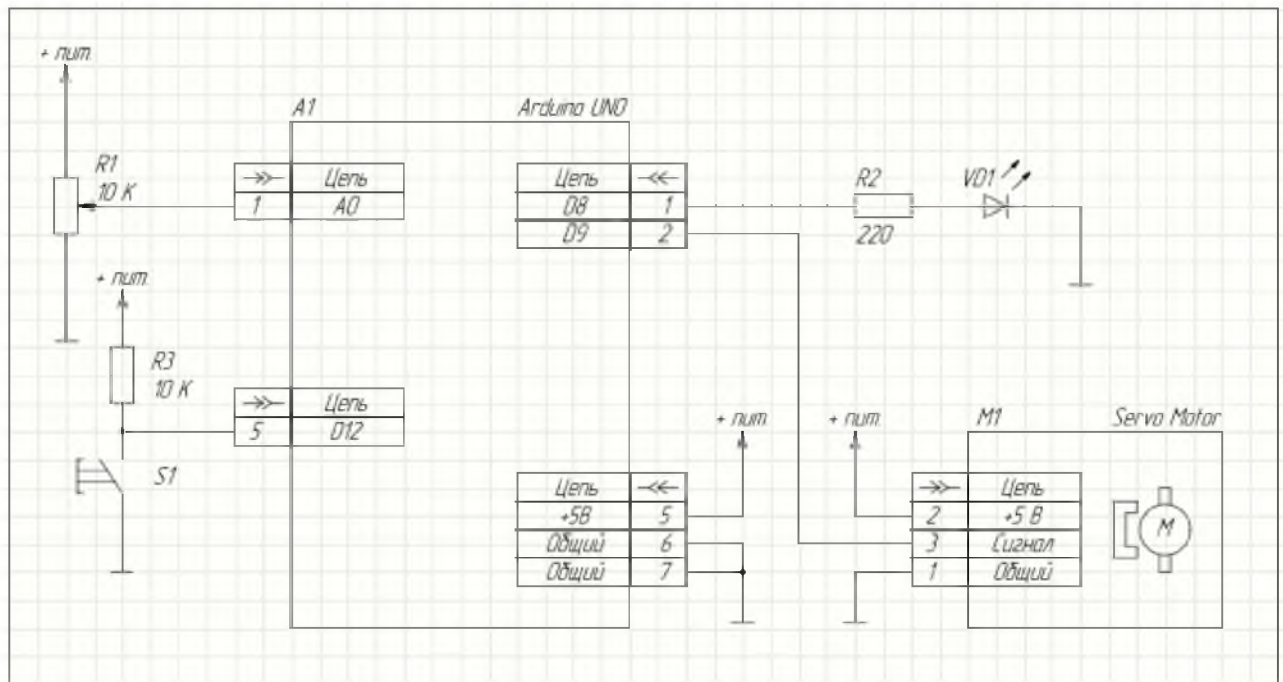 + пит.
A1 Arduino UNO
R1
10 K
Цепь
1 A0
Цепь
D8 1
D9 2
R2
220
VD1
+ пит.
R3
10 K
Цепь
5 D12
S1
+ пит.
+ пит.
M1 Servo Motor
Цепь
+5В 5
Общий 6
Общий 7
Цепь
2 +5 В
3 Сигнал
1 Общий
M